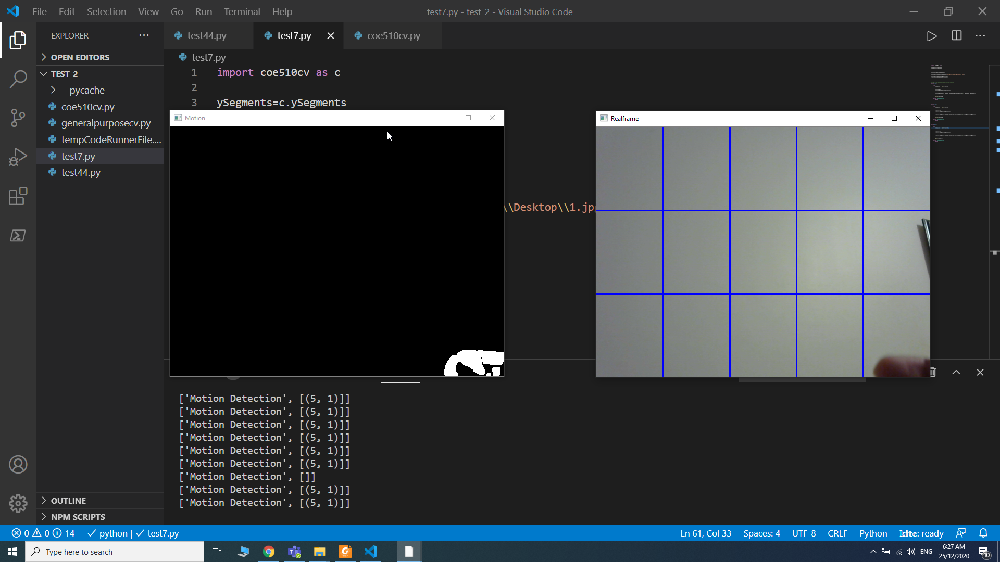 File Edit Selection View Go Run Terminal Help
test7.py - test_2 - Visual Studio Code
EXPLORER
test44.py
test7.py
coe510cv.py
OPEN EDITORS
TEST_2
__pycache__
coe510cv.py
generalpurposecv.py
tempCodeRunnerFile....
test7.py
test44.py
OUTLINE
NPM SCRIPTS
test7.py
1 import coe510cv as c
2
3 ySegments=c.ySegments
Motion
Realframe
\\Desktop\\1.jp
['Motion Detection', [(5, 1)]]
['Motion Detection', [(5, 1)]]
['Motion Detection', [(5, 1)]]
['Motion Detection', [(5, 1)]]
['Motion Detection', [(5, 1)]]
['Motion Detection', [(5, 1)]]
['Motion Detection', []]
['Motion Detection', [(5, 1)]]
['Motion Detection', [(5, 1)]]
0 0 14 python | test7.py
Ln 61, Col 33 Spaces: 4 UTF-8 CRLF Python kite: ready
Type here to search
ENG
6:27 AM
25/12/2020
10